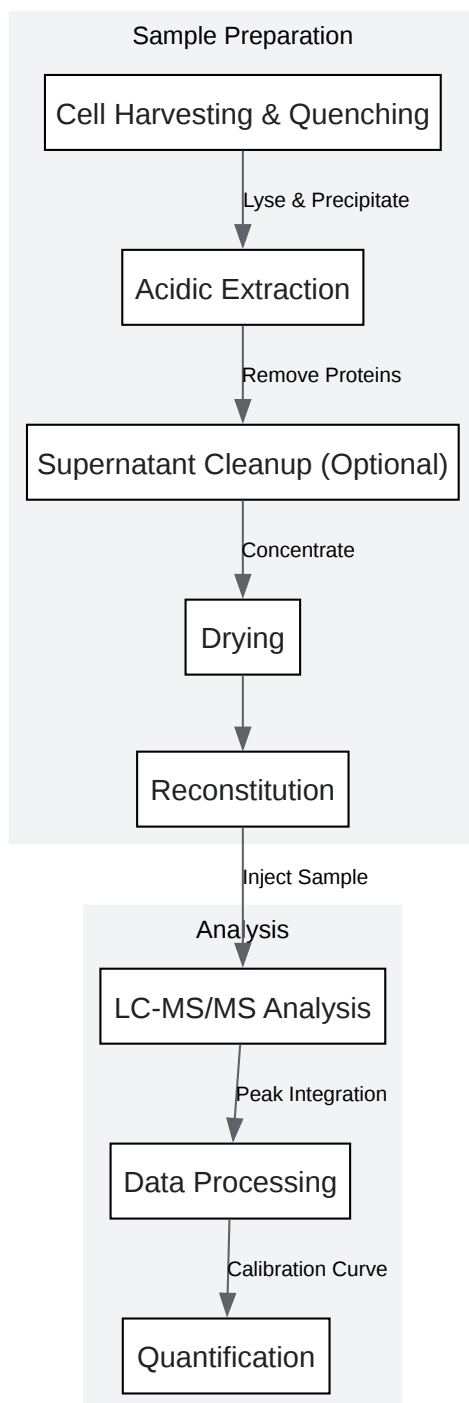 Sample Preparation
Cell Harvesting & Quenching
Lyse & Precipitate
Acidic Extraction
Remove Proteins
Supernatant Cleanup (Optional)
Concentrate
Drying
Reconstitution
Inject Sample
Analysis
LC-MS/MS Analysis
Peak Integration
Data Processing
Calibration Curve
Quantification